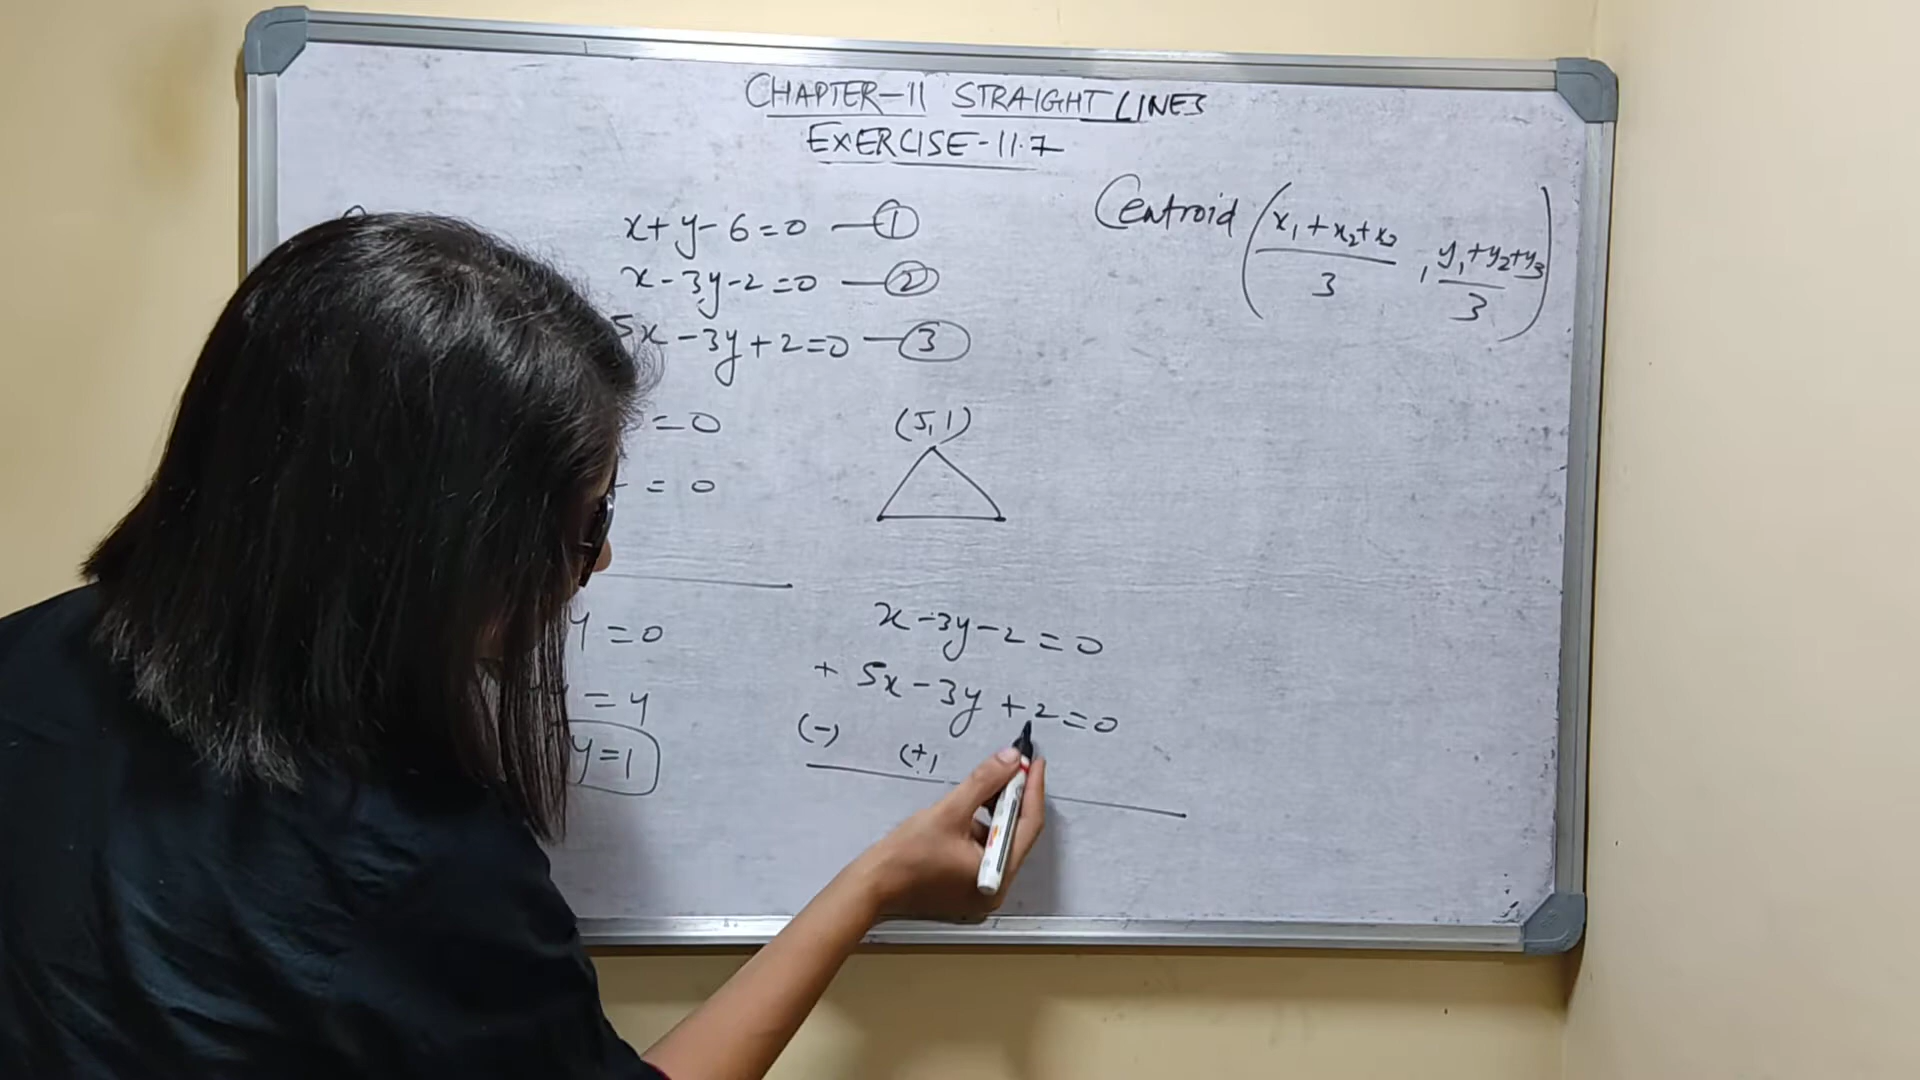 CHAPTER-11 STRAIGHT LINES
EXERCISE-11.7
x+y-6=0 —①
x-3y-2=0 —②
5x-3y+2=0 —③
=0
= 0
y =0
=4
y=1
Centroid (x₁+x₂+x₃/3, y₁+y₂+y₃/3)
(5,1)
x-3y-2=0
+ 5x-3y+2=0
(-) (+)